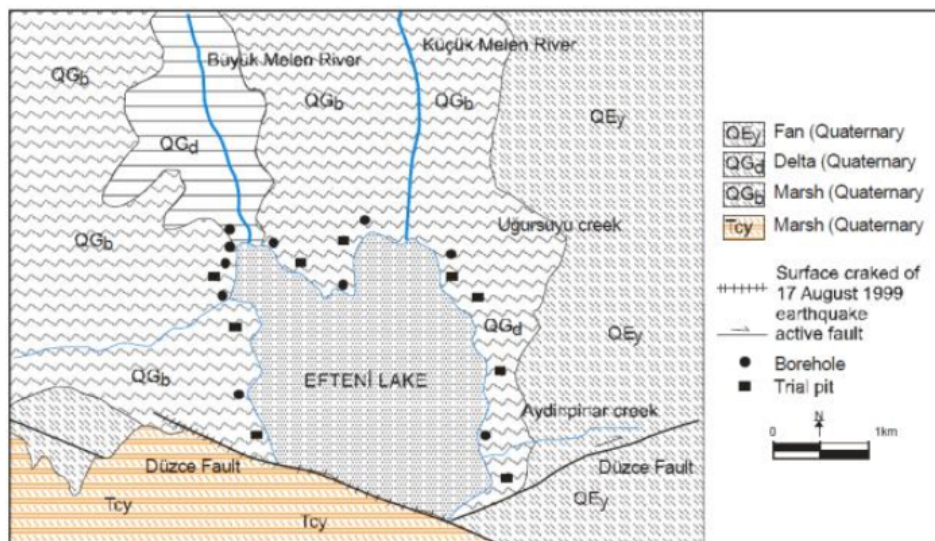 Büyük Melen River
Küçük Melen River
QGb
QGb
QGb
QEy
QGd
Uğursuyu creek
QGb
QGd
QEy
QGb
EFTENİ LAKE
Aydinpinar creek
Düzce Fault
Düzce Fault
QEy
Tcy
Tcy
QEy Fan (Quaternary
QGd Delta (Quaternary
QGb Marsh (Quaternary
Tcy Marsh (Quaternary
Surface craked of
17 August 1999
earthquake
active fault
Borehole
Trial pit
N
0 1km